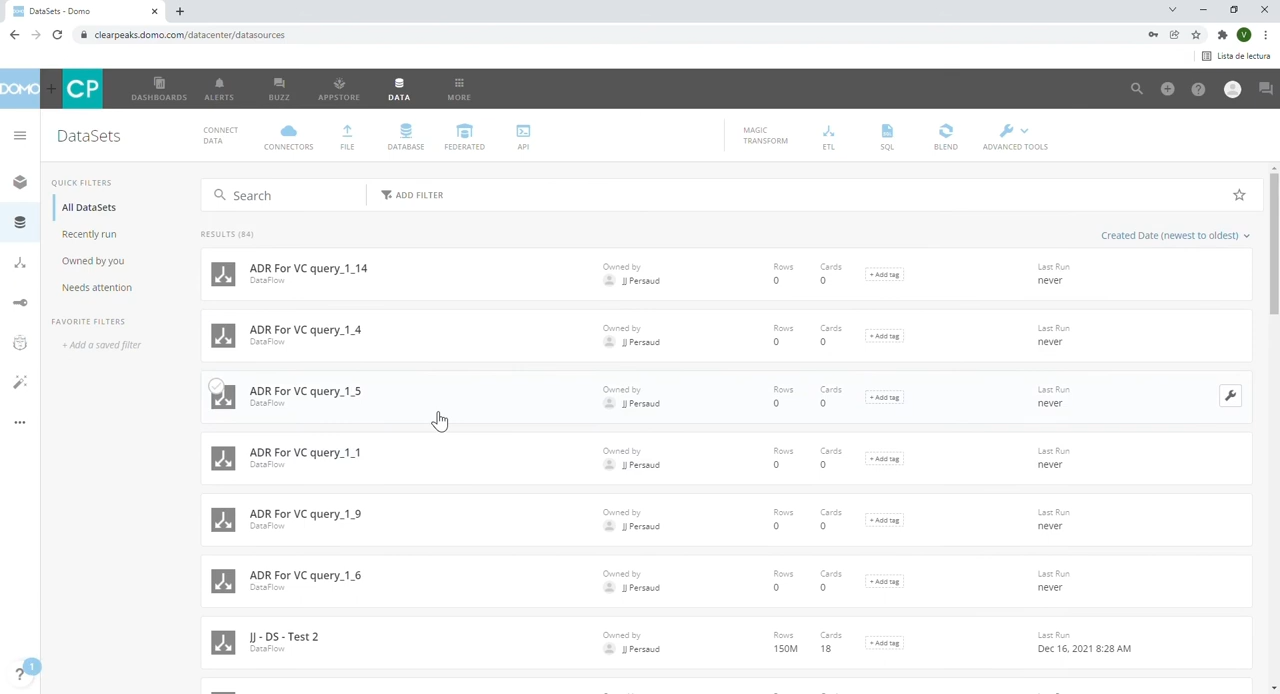 DataSets - Domo
clearpeaks.domo.com/datacenter/datasources
V
Lista de lectura
DOMO
CP
DASHBOARDS
ALERTS
BUZZ
APPSTORE
DATA
MORE
DataSets
CONNECT
DATA
CONNECTORS
FILE
DATABASE
FEDERATED
API
MAGIC
TRANSFORM
ETL
SQL
BLEND
ADVANCED TOOLS
QUICK FILTERS
All DataSets
Recently run
Owned by you
Needs attention
FAVORITE FILTERS
+ Add a saved filter
Search
ADD FILTER
RESULTS (84)
Created Date (newest to oldest)
ADR For VC query_1_14
DataFlow
Owned by
JJ Persaud
Rows
0
Cards
0
+ Add tag
Last Run
never
ADR For VC query_1_4
DataFlow
Owned by
JJ Persaud
Rows
0
Cards
0
+ Add tag
Last Run
never
ADR For VC query_1_5
DataFlow
Owned by
JJ Persaud
Rows
0
Cards
0
+ Add tag
Last Run
never
ADR For VC query_1_1
DataFlow
Owned by
JJ Persaud
Rows
0
Cards
0
+ Add tag
Last Run
never
ADR For VC query_1_9
DataFlow
Owned by
JJ Persaud
Rows
0
Cards
0
+ Add tag
Last Run
never
ADR For VC query_1_6
DataFlow
Owned by
JJ Persaud
Rows
0
Cards
0
+ Add tag
Last Run
never
JJ - DS - Test 2
DataFlow
Owned by
JJ Persaud
Rows
150M
Cards
18
+ Add tag
Last Run
Dec 16, 2021 8:28 AM
?
1